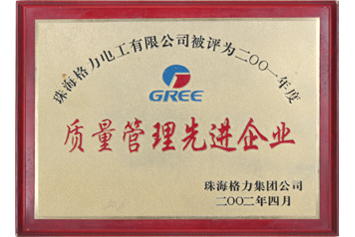 珠海格力电工有限公司被评为二〇〇一年度
GREE
质量管理先进企业
珠海格力集团公司
二〇〇二年四月